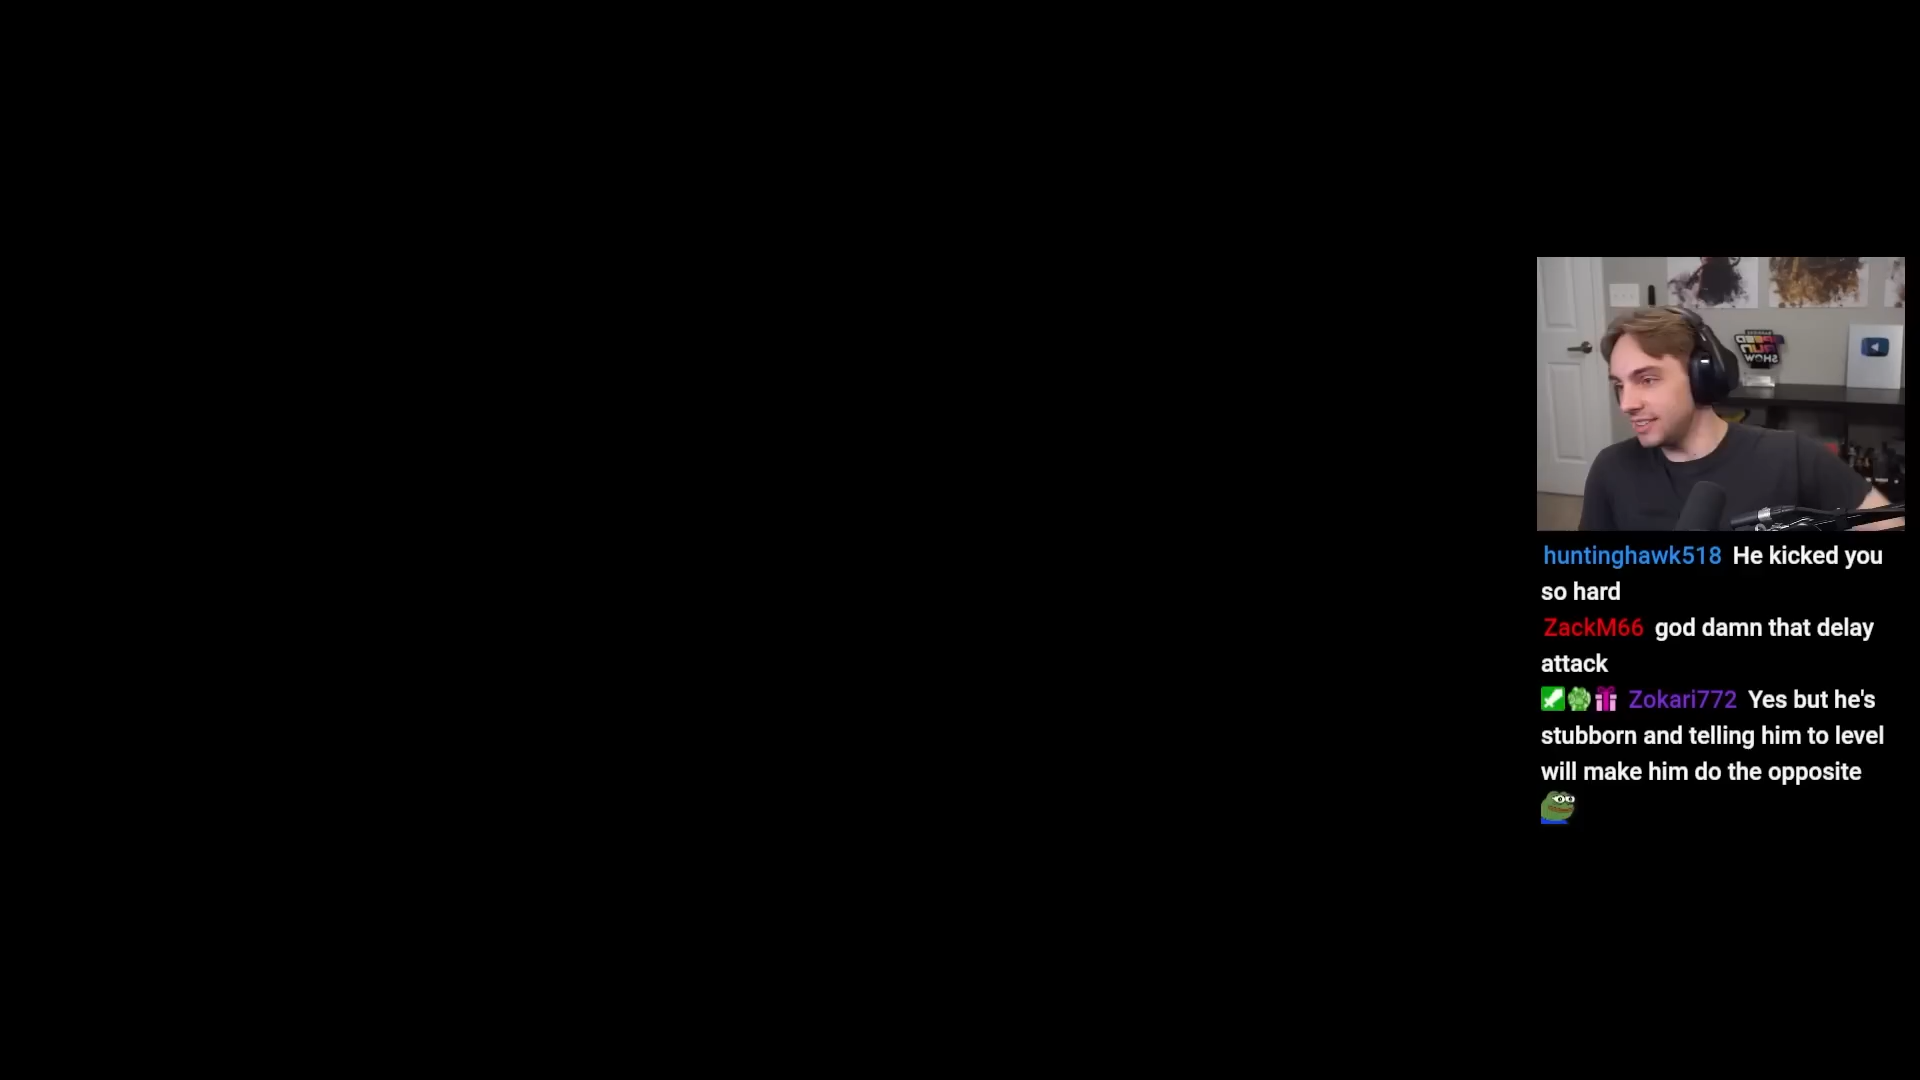 huntinghawk518 He kicked you
so hard
ZackM66 god damn that delay
attack
Zokari772 Yes but he's
stubborn and telling him to level
will make him do the opposite